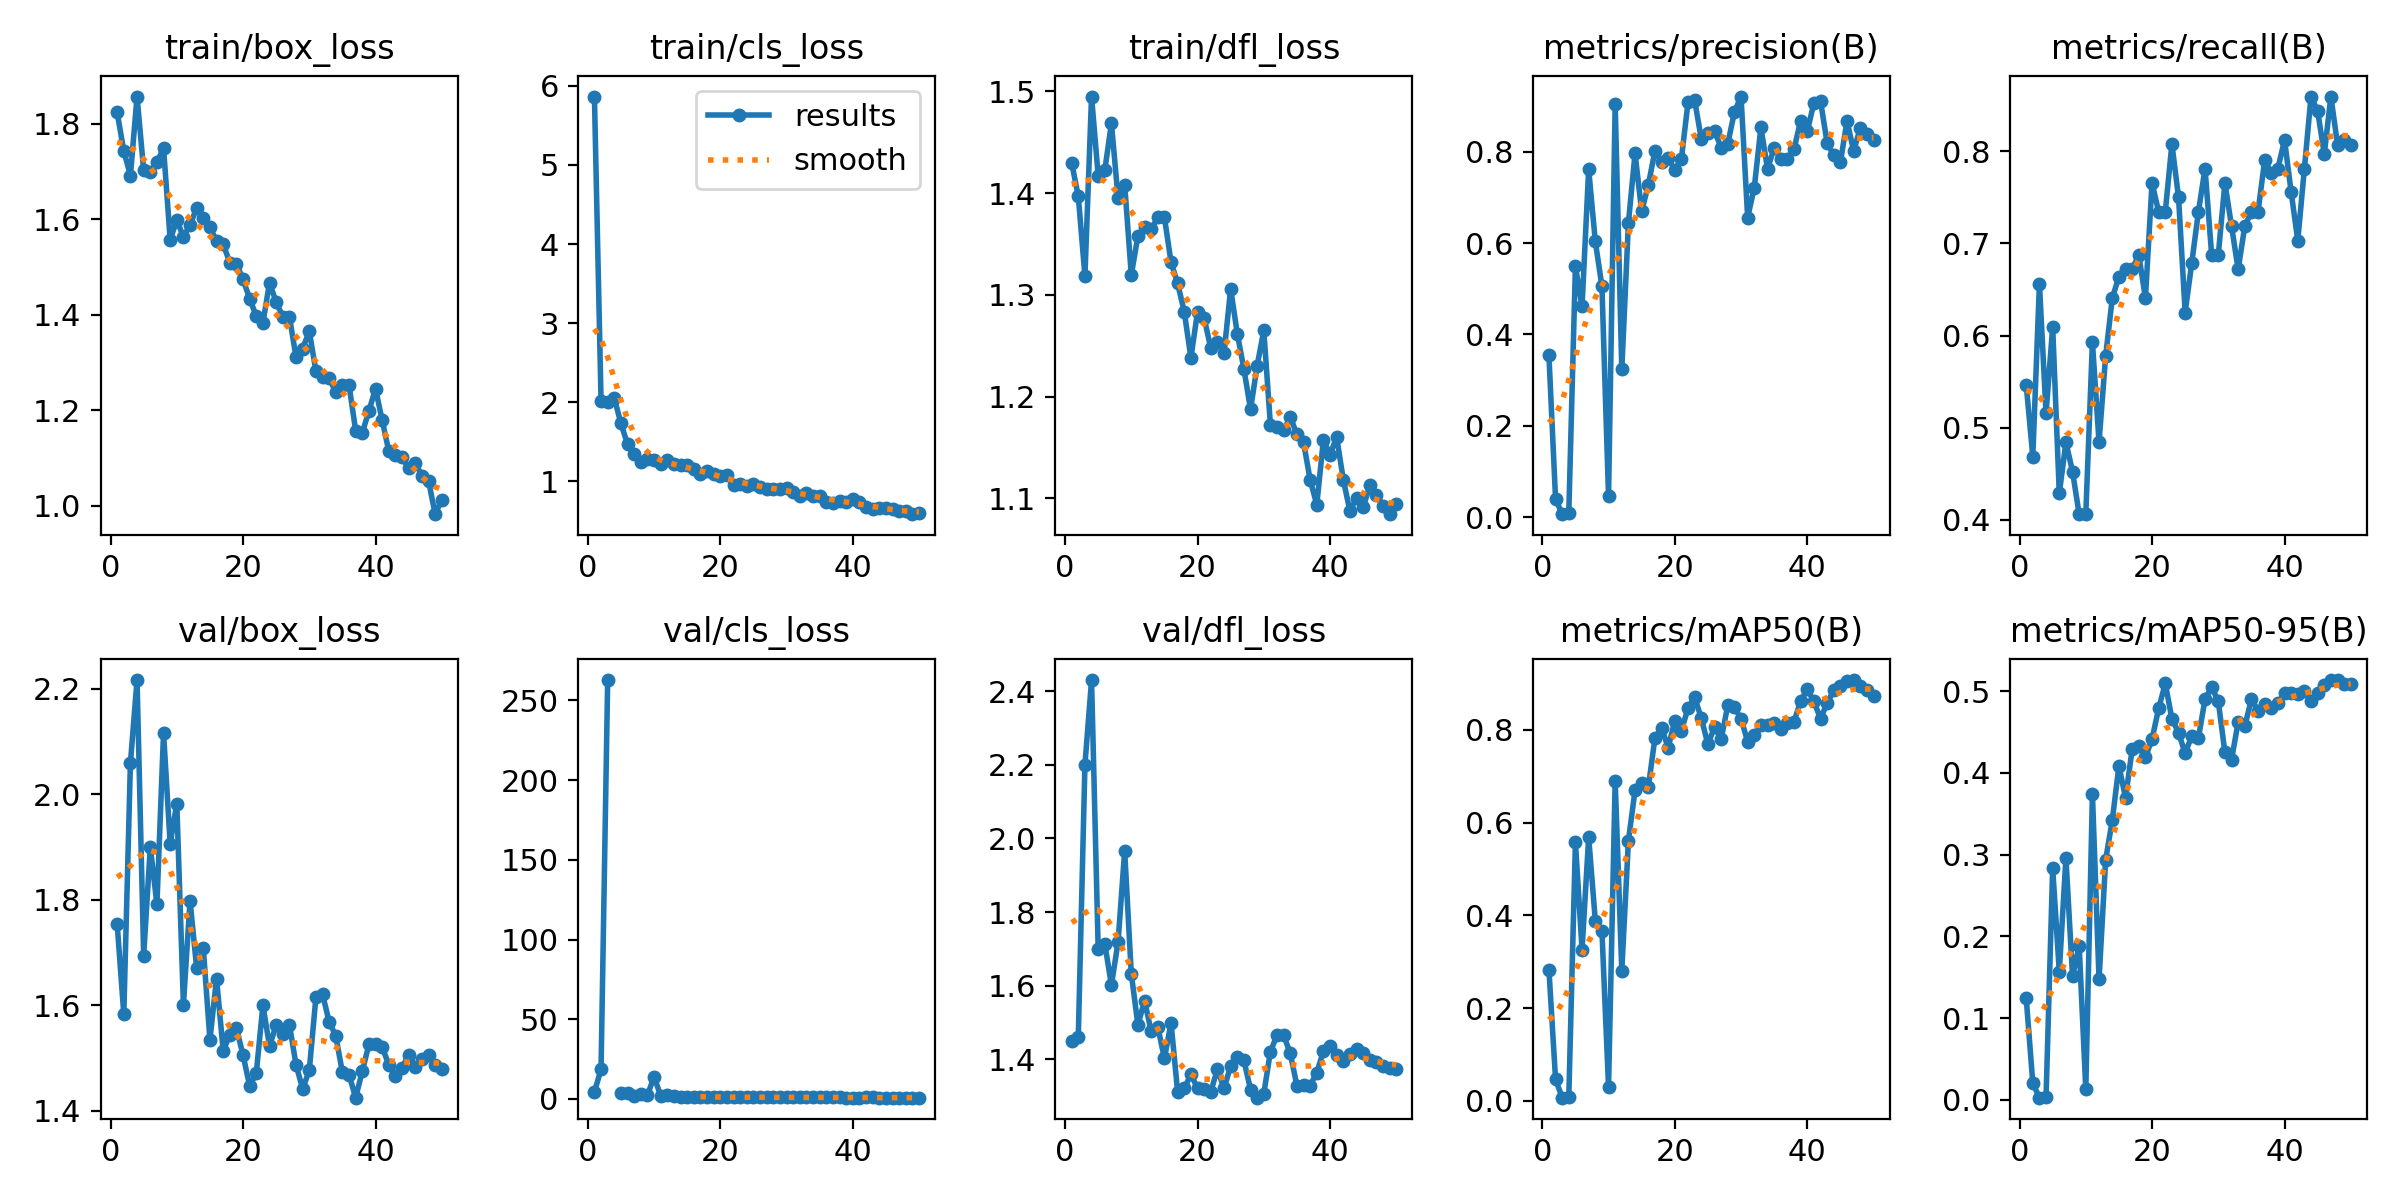 train/box_loss
1.8
1.6
1.4
1.2
1.0
0 20 40
train/cls_loss
results
smooth
6
5
4
3
2
1
0 20 40
train/dfl_loss
1.5
1.4
1.3
1.2
1.1
0 20 40
metrics/precision(B)
0.8
0.6
0.4
0.2
0.0
0 20 40
metrics/recall(B)
0.8
0.7
0.6
0.5
0.4
0 20 40
val/box_loss
2.2
2.0
1.8
1.6
1.4
0 20 40
val/cls_loss
250
200
150
100
50
0
0 20 40
val/dfl_loss
2.4
2.2
2.0
1.8
1.6
1.4
0 20 40
metrics/mAP50(B)
0.8
0.6
0.4
0.2
0.0
0 20 40
metrics/mAP50-95(B)
0.5
0.4
0.3
0.2
0.1
0.0
0 20 40